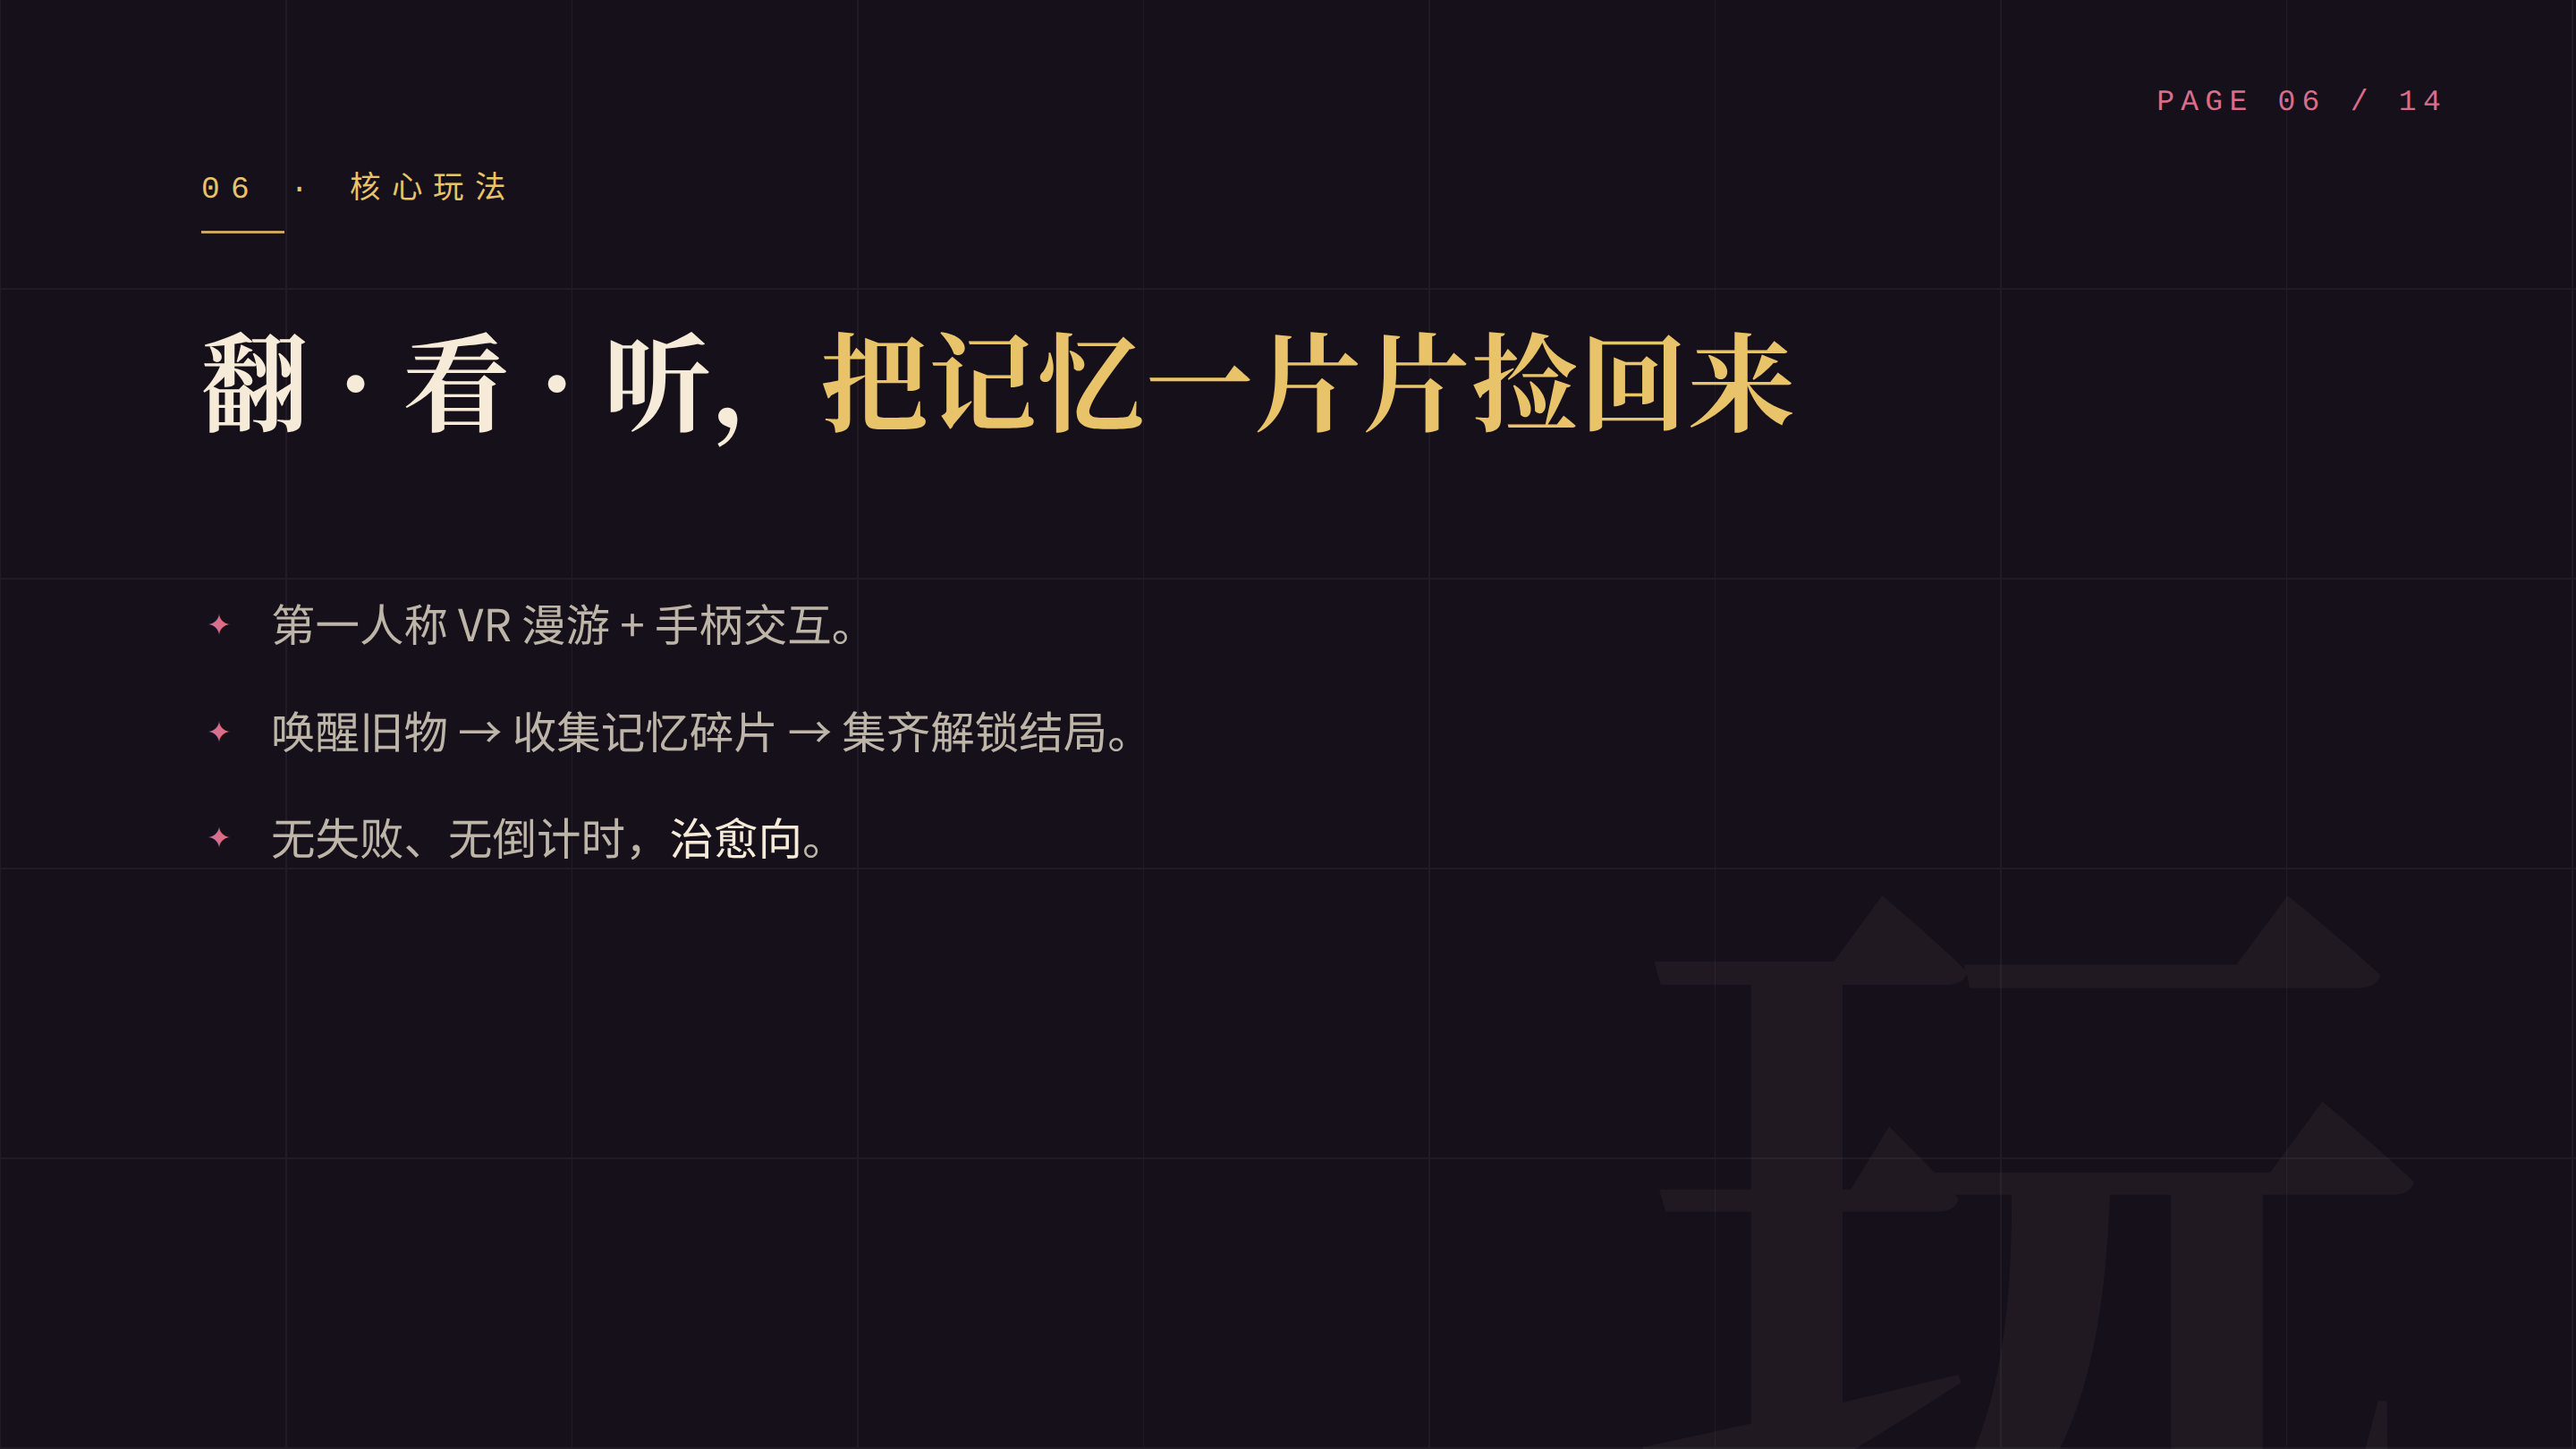 PAGE 06 / 14
06 · 核心玩法
翻·看·听，把记忆一片片捡回来
✦ 第一人称 VR 漫游 + 手柄交互。
✦ 唤醒旧物 → 收集记忆碎片 → 集齐解锁结局。
✦ 无失败、无倒计时，治愈向。
玩